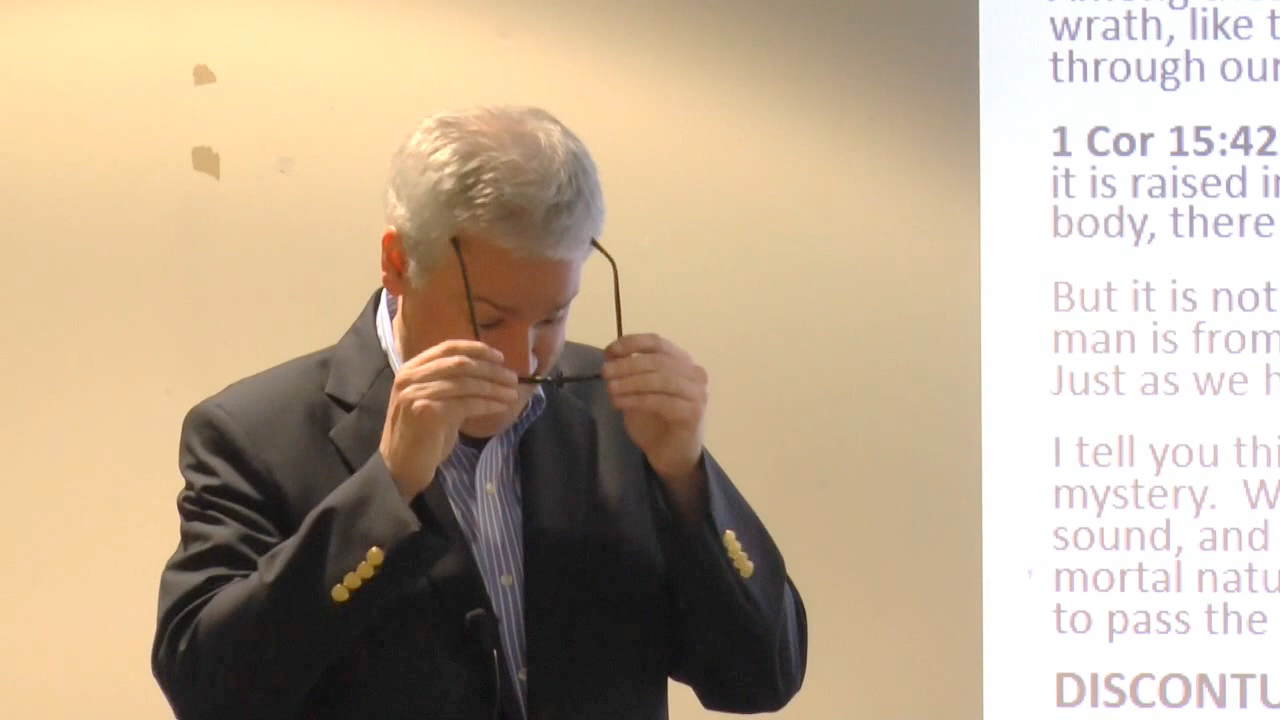 wrath, like t
through our
1 Cor 15:42
it is raised in
body, there
But it is not
man is from
Just as we h
I tell you thi
mystery. W
sound, and
mortal natu
to pass the
DISCONTU